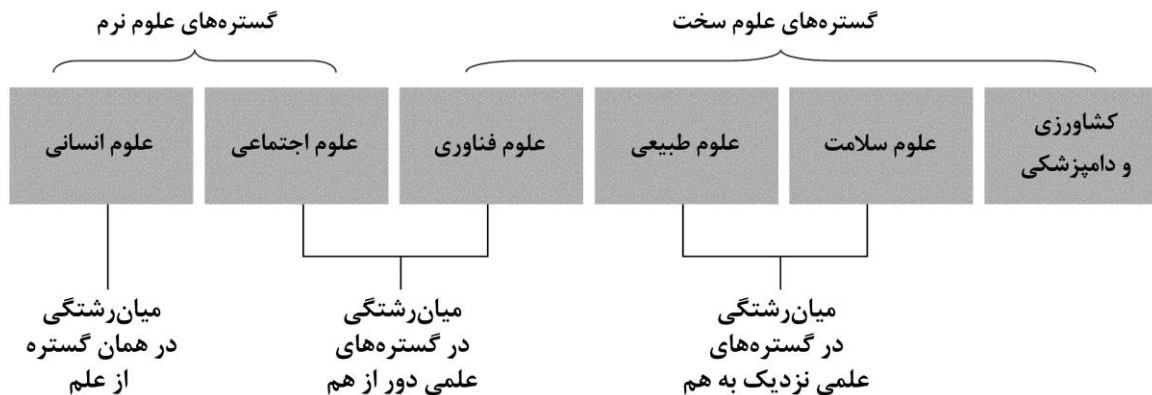 گستره‌های علوم سخت
گستره‌های علوم نرم
کشاورزی
و دامپزشکی
علوم سلامت
علوم طبیعی
علوم فناوری
علوم اجتماعی
علوم انسانی
میان‌رشتگی
در گستره‌های
علمی نزدیک به هم
میان‌رشتگی
در گستره‌های
علمی دور از هم
میان‌رشتگی
در همان گستره
از علم